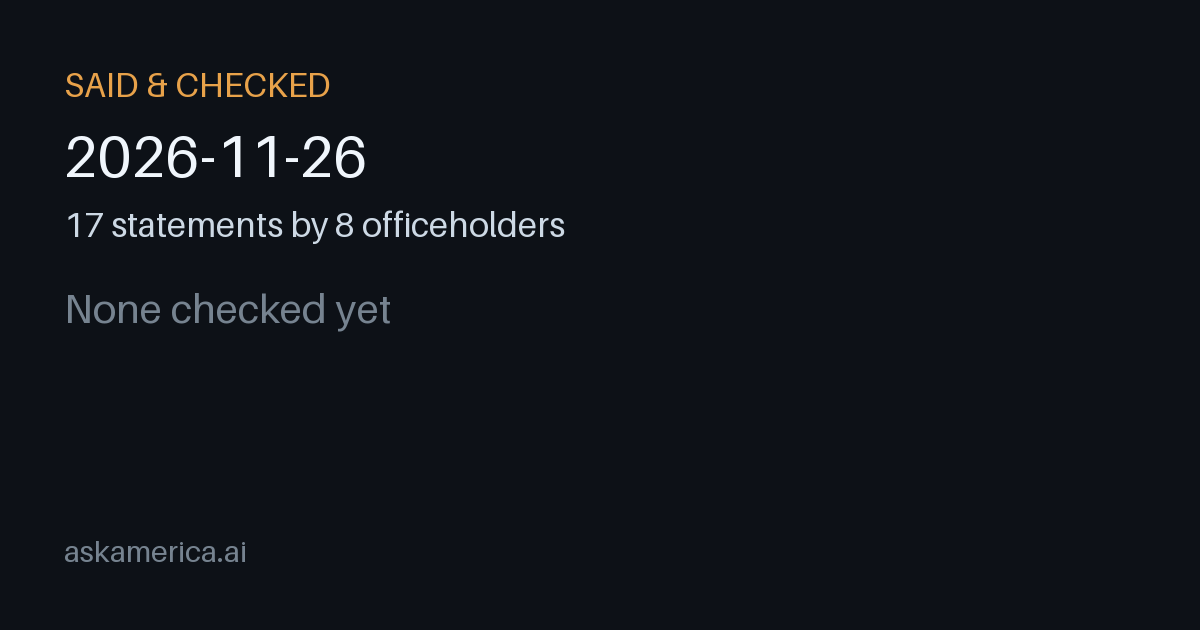 SAID & CHECKED
2026-11-26
17 statements by 8 officeholders
None checked yet
askamerica.ai